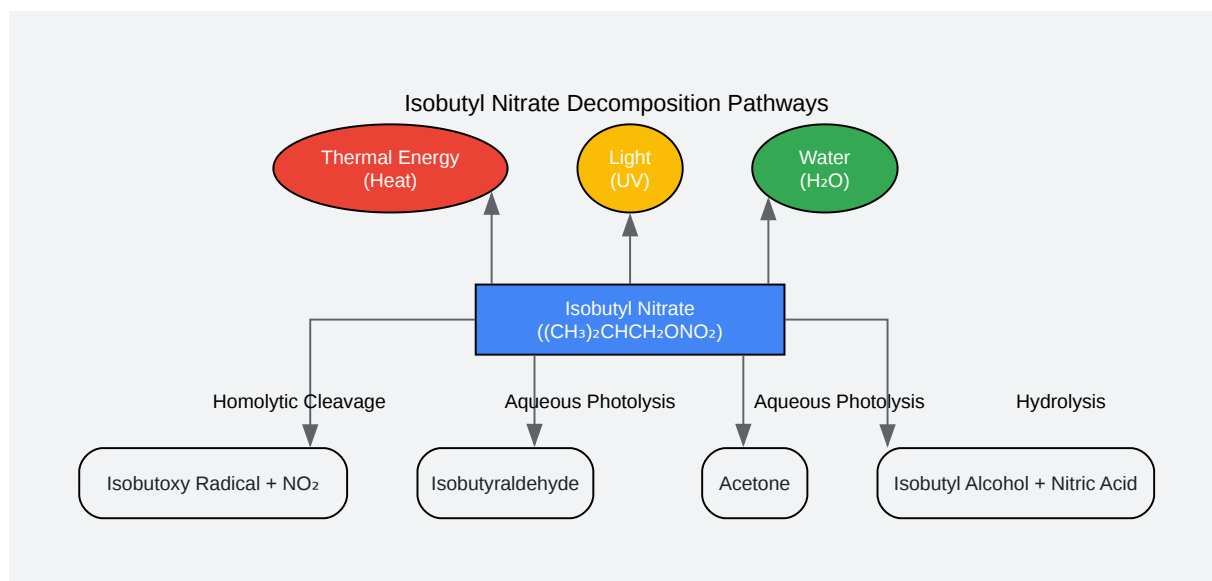 Isobutyl Nitrate Decomposition Pathways
Thermal Energy
(Heat)
Light
(UV)
Water
(H₂O)
Isobutyl Nitrate
((CH₃)₂CHCH₂ONO₂)
Homolytic Cleavage
Aqueous Photolysis
Aqueous Photolysis
Hydrolysis
Isobutoxy Radical + NO₂
Isobutyraldehyde
Acetone
Isobutyl Alcohol + Nitric Acid